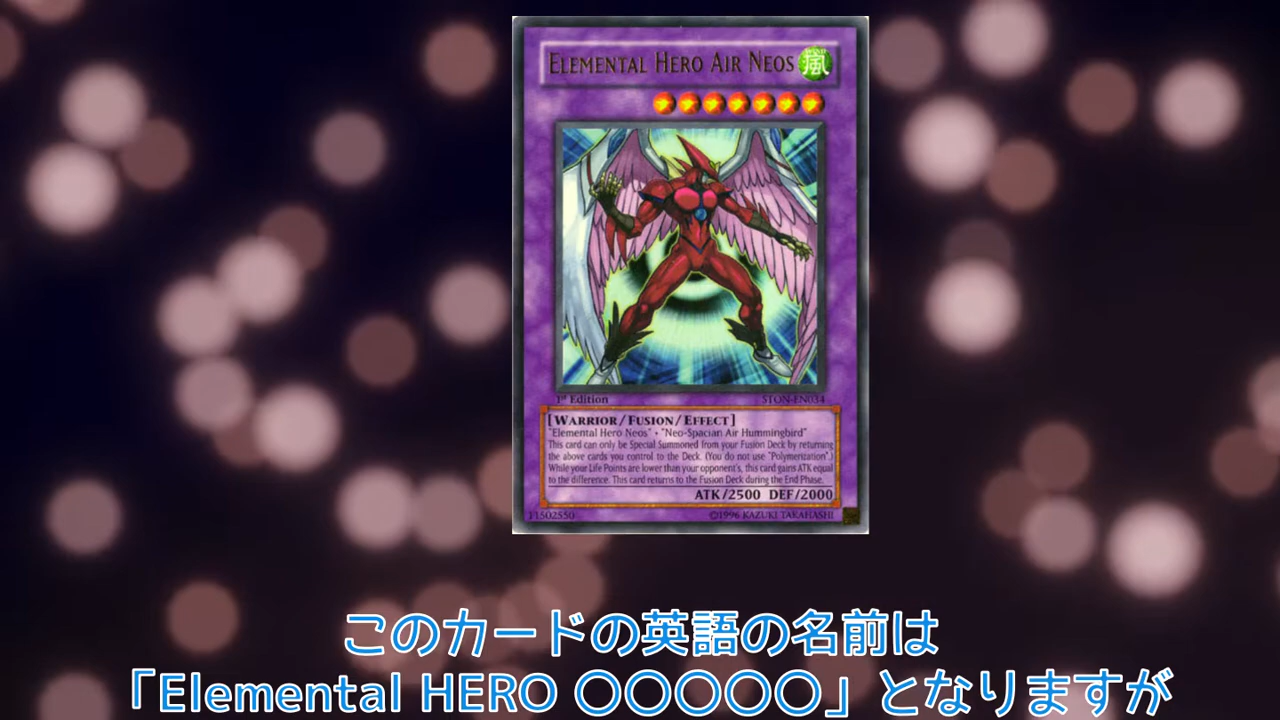 ELEMENTAL HERO AIR NEOS
WIND
風
1st Edition
STON-EN034
[WARRIOR/FUSION/EFFECT]
"Elemental Hero Neos" + "Neo-Spacian Air Hummingbird"
This card can only be Special Summoned from your Fusion Deck by returning
the above cards you control to the Deck. (You do not use "Polymerization".)
While your Life Points are lower than your opponent's, this card gains ATK equal
to the difference. This card returns to the Fusion Deck during the End Phase.
ATK/2500 DEF/2000
11502550
©1996 KAZUKI TAKAHASHI
このカードの英語の名前は
「Elemental HERO 〇〇〇〇〇」となりますが